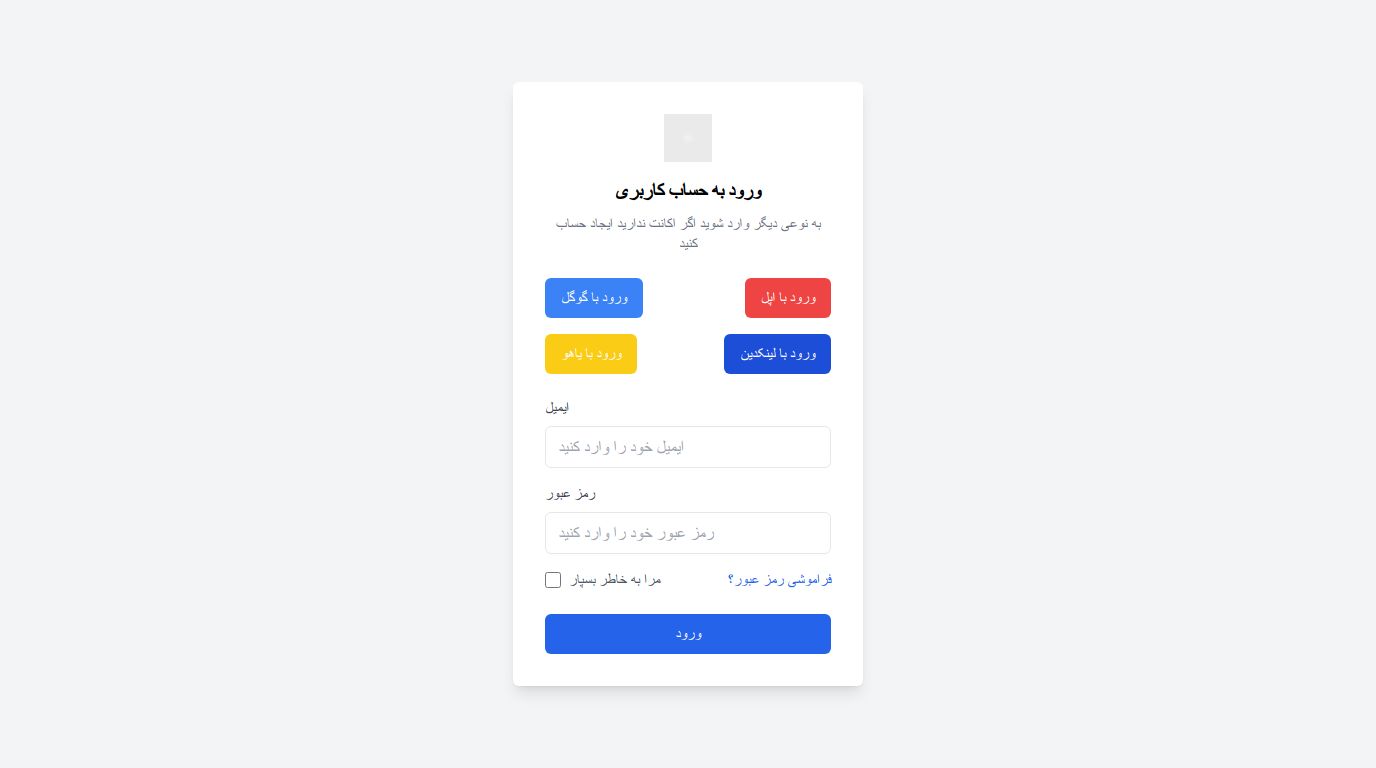 ورود به حساب کاربری
به نوعی دیگر وارد شوید اگر اکانت ندارید ایجاد حساب
کنید
ورود با گوگل
ورود با اپل
ورود با یاهو
ورود با لینکدین
ایمیل
ایمیل خود را وارد کنید
رمز عبور
رمز عبور خود را وارد کنید
مرا به خاطر بسپار
فراموشی رمز عبور؟
ورود